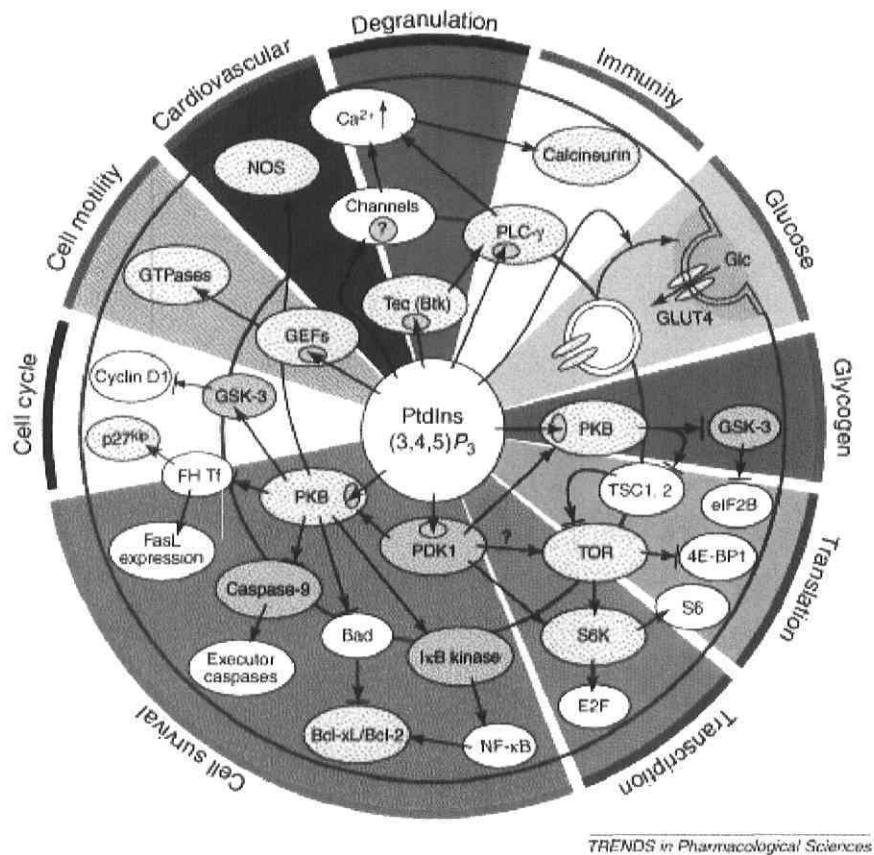 Degranulation
Cardiovascular
Immunity
Cell motility
Glucose
Cell cycle
Glycogen
Cell survival
Translation
Transcription
Ca²⁺
NOS
Calcineurin
Channels
?
PLC-γ
GTPases
Tec (Btk)
Glc
GLUT4
GEFs
Cyclin D1
GSK-3
PtdIns
(3,4,5)P₃
PKB
GSK-3
p27ᵏⁱᵖ
FH Tf
PKB
TSC1, 2
eIF2B
FasL
expression
PDK1
?
TOR
4E-BP1
Caspase-9
S6
Bad
IκB kinase
S6K
Executor
caspases
E2F
Bcl-xL/Bcl-2
NF-κB
TRENDS in Pharmacological Sciences